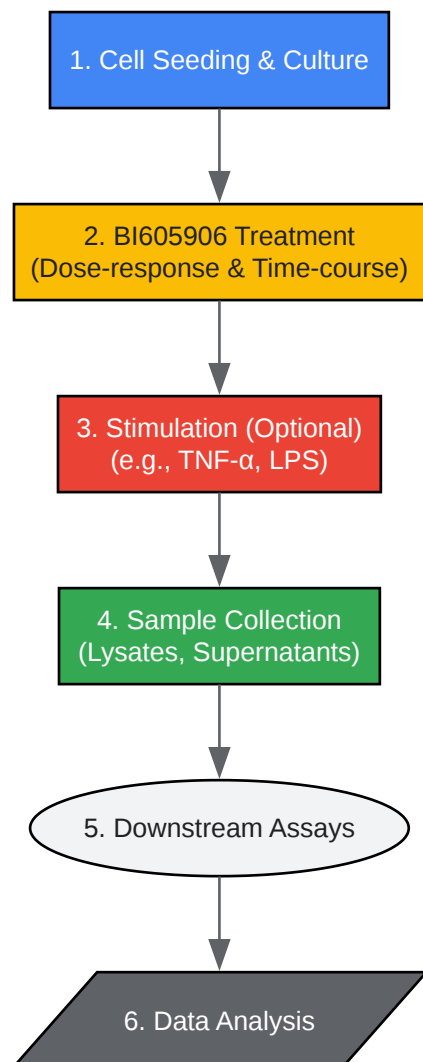 1. Cell Seeding & Culture
2. BI605906 Treatment
(Dose-response & Time-course)
3. Stimulation (Optional)
(e.g., TNF-α, LPS)
4. Sample Collection
(Lysates, Supernatants)
5. Downstream Assays
6. Data Analysis